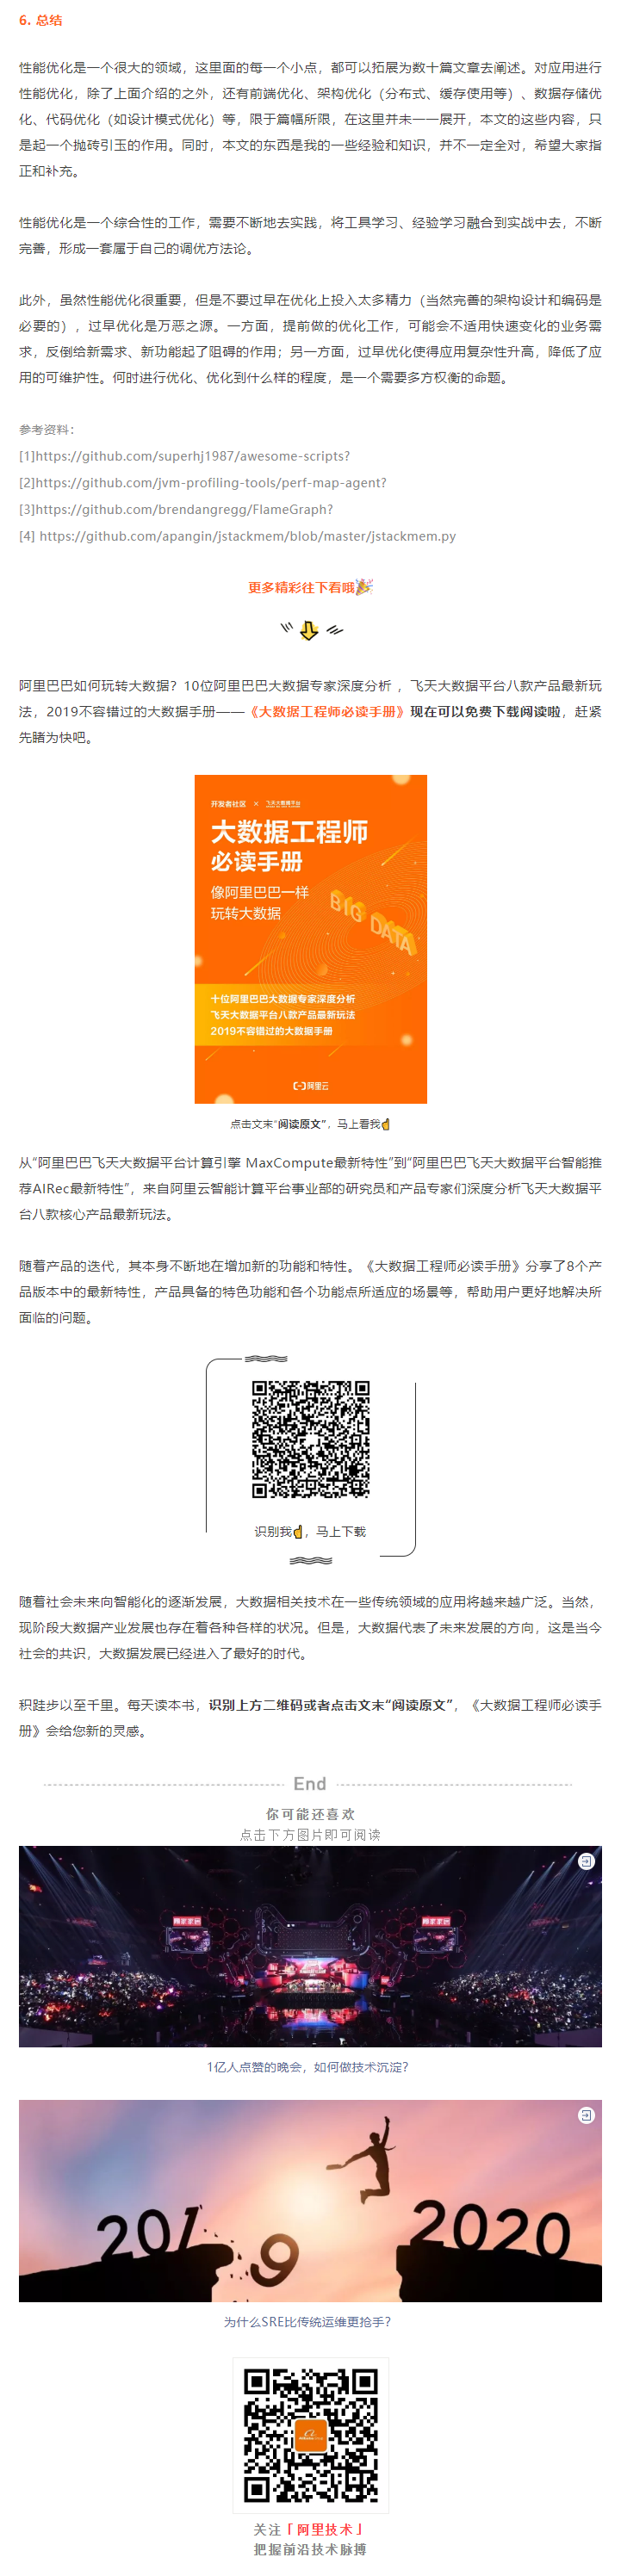 6. 总结
性能优化是一个很大的领域，这里面的每一个小点，都可以拓展为数十篇文章去阐述。对应用进行
性能优化，除了上面介绍的之外，还有前端优化、架构优化（分布式、缓存使用等）、数据存储优
化、代码优化（如设计模式优化）等，限于篇幅所限，在这里并未一一展开，本文的这些内容，只
是起一个抛砖引玉的作用。同时，本文的东西是我的一些经验和知识，并不一定全对，希望大家指
正和补充。
性能优化是一个综合性的工作，需要不断地去实践，将工具学习、经验学习融合到实战中去，不断
完善，形成一套属于自己的调优方法论。
此外，虽然性能优化很重要，但是不要过早在优化上投入太多精力（当然完善的架构设计和编码是
必要的），过早优化是万恶之源。一方面，提前做的优化工作，可能会不适用快速变化的业务需
求，反倒给新需求、新功能起了阻碍的作用；另一方面，过早优化使得应用复杂性升高，降低了应
用的可维护性。何时进行优化、优化到什么样的程度，是一个需要多方权衡的命题。
参考资料：
[1]https://github.com/superhj1987/awesome-scripts?
[2]https://github.com/jvm-profiling-tools/perf-map-agent?
[3]https://github.com/brendangregg/FlameGraph?
[4] https://github.com/apangin/jstackmem/blob/master/jstackmem.py
更多精彩往下看哦🎉
阿里巴巴如何玩转大数据？10位阿里巴巴大数据专家深度分析 ，飞天大数据平台八款产品最新玩
法，2019不容错过的大数据手册——《大数据工程师必读手册》现在可以免费下载阅读啦，赶紧
先睹为快吧。
开发者社区 × 飞天大数据平台
大数据工程师
必读手册
像阿里巴巴一样
玩转大数据
BIG DATA
十位阿里巴巴大数据专家深度分析
飞天大数据平台八款产品最新玩法
2019不容错过的大数据手册
阿里云
点击文末“阅读原文”，马上看我☝
从“阿里巴巴飞天大数据平台计算引擎 MaxCompute最新特性”到“阿里巴巴飞天大数据平台智能推
荐AIRec最新特性”，来自阿里云智能计算平台事业部的研究员和产品专家们深度分析飞天大数据平
台八款核心产品最新玩法。
随着产品的迭代，其本身不断地在增加新的功能和特性。《大数据工程师必读手册》分享了8个产
品版本中的最新特性，产品具备的特色功能和各个功能点所适应的场景等，帮助用户更好地解决所
面临的问题。
识别我☝，马上下载
随着社会未来向智能化的逐渐发展，大数据相关技术在一些传统领域的应用将越来越广泛。当然，
现阶段大数据产业发展也存在着各种各样的状况。但是，大数据代表了未来发展的方向，这是当今
社会的共识，大数据发展已经进入了最好的时代。
积跬步以至千里。每天读本书，识别上方二维码或者点击文末“阅读原文”，《大数据工程师必读手
册》会给您新的灵感。
End
你可能还喜欢
点击下方图片即可阅读
1亿人点赞的晚会，如何做技术沉淀？
2019
2020
为什么SRE比传统运维更抢手？
关注「阿里技术」
把握前沿技术脉搏